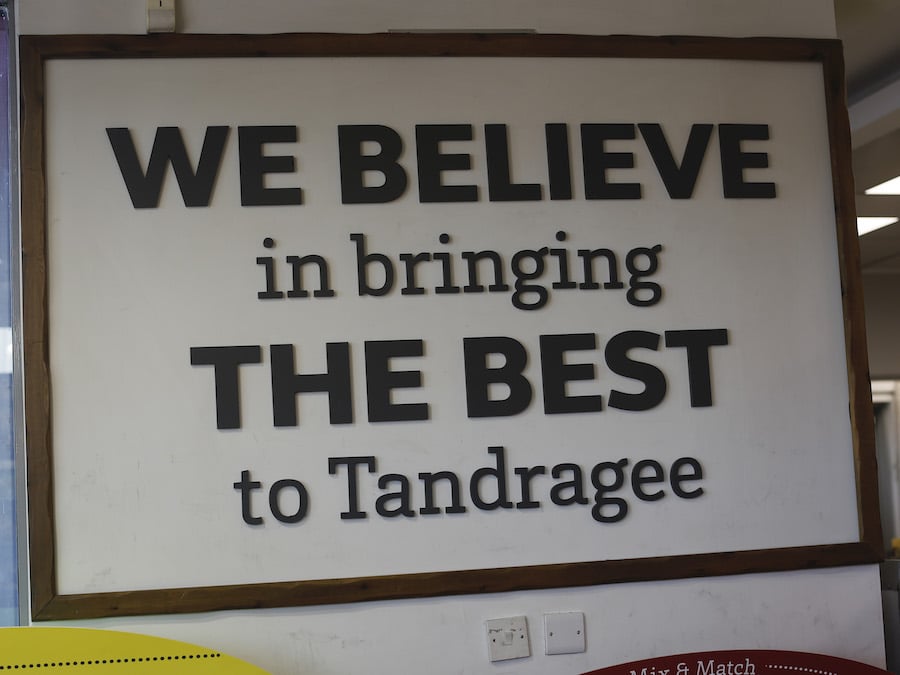 WE BELIEVE
in bringing
THE BEST
to Tandragee
Mix & Match